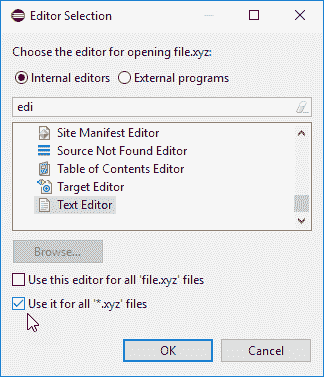 Editor Selection
Choose the editor for opening file.xyz:
Internal editors External programs
edi
Site Manifest Editor
Source Not Found Editor
Table of Contents Editor
Target Editor
Text Editor
Browse...
Use this editor for all 'file.xyz' files
Use it for all '*.xyz' files
OK Cancel